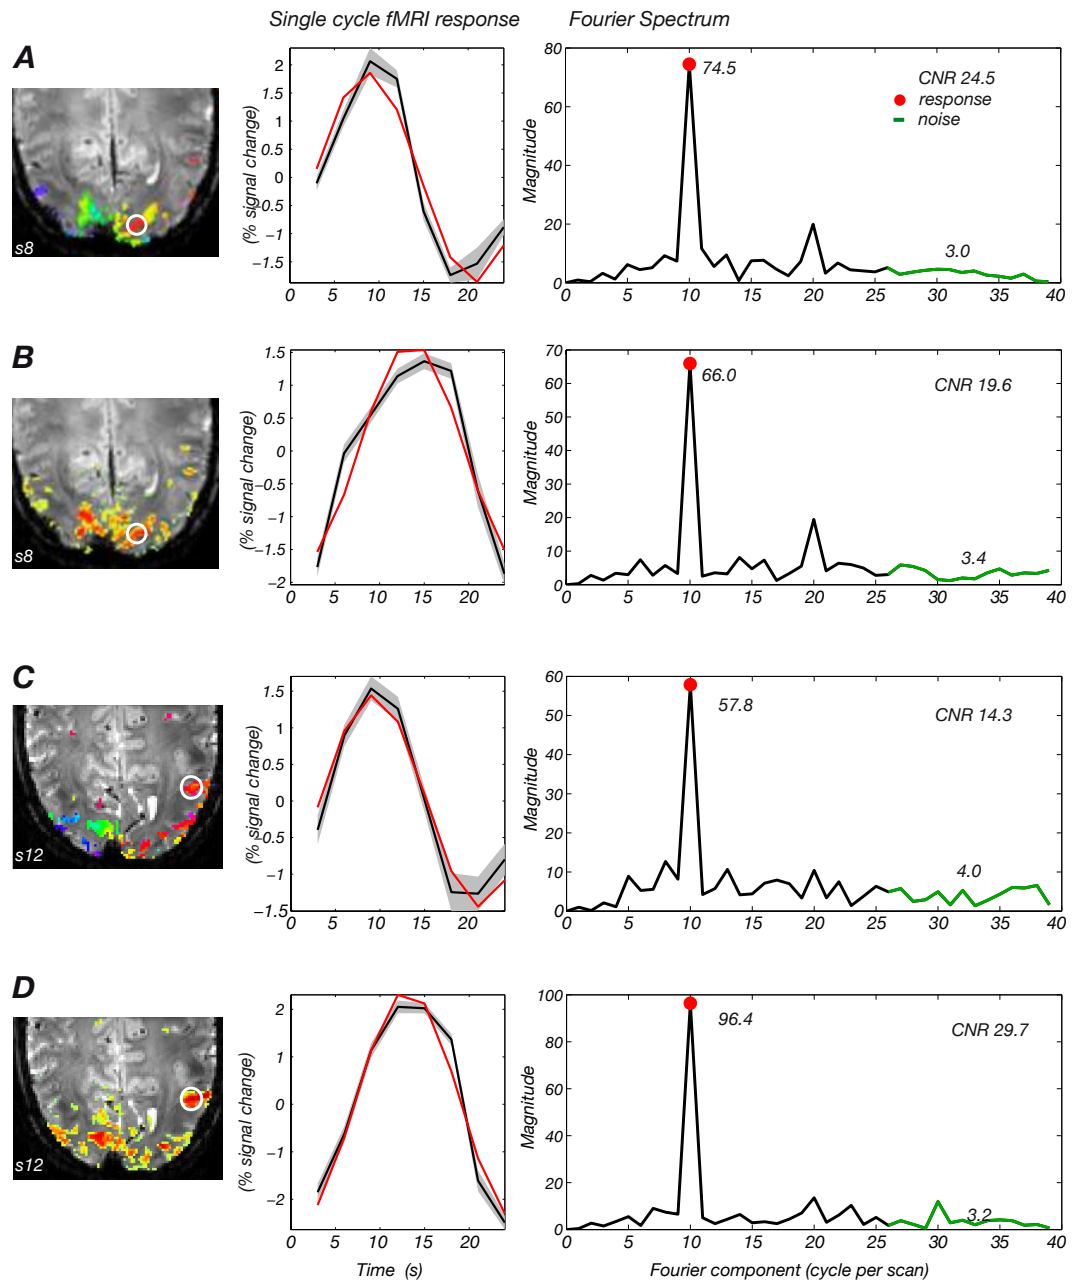 Single cycle fMRI response
Fourier Spectrum
A
s8
(% signal change)
2
1
0
−1
−1.5
0 5 10 15 20
Magnitude
80
60
40
20
0
0 5 10 15 20 25 30 35 40
74.5
CNR 24.5
response
noise
3.0
B
s8
(% signal change)
1.5
1
0.5
0
−0.5
−1
−1.5
−2
0 5 10 15 20
Magnitude
70
60
50
40
30
20
10
0
0 5 10 15 20 25 30 35 40
66.0
CNR 19.6
3.4
C
s12
(% signal change)
1.5
1
0.5
0
−0.5
−1
−1.5
0 5 10 15 20
Magnitude
60
50
40
30
20
10
0
0 5 10 15 20 25 30 35 40
57.8
CNR 14.3
4.0
D
s12
(% signal change)
2
1
0
−1
−2
0 5 10 15 20
Time (s)
Magnitude
100
80
60
40
20
0
0 5 10 15 20 25 30 35 40
96.4
CNR 29.7
3.2
Fourier component (cycle per scan)